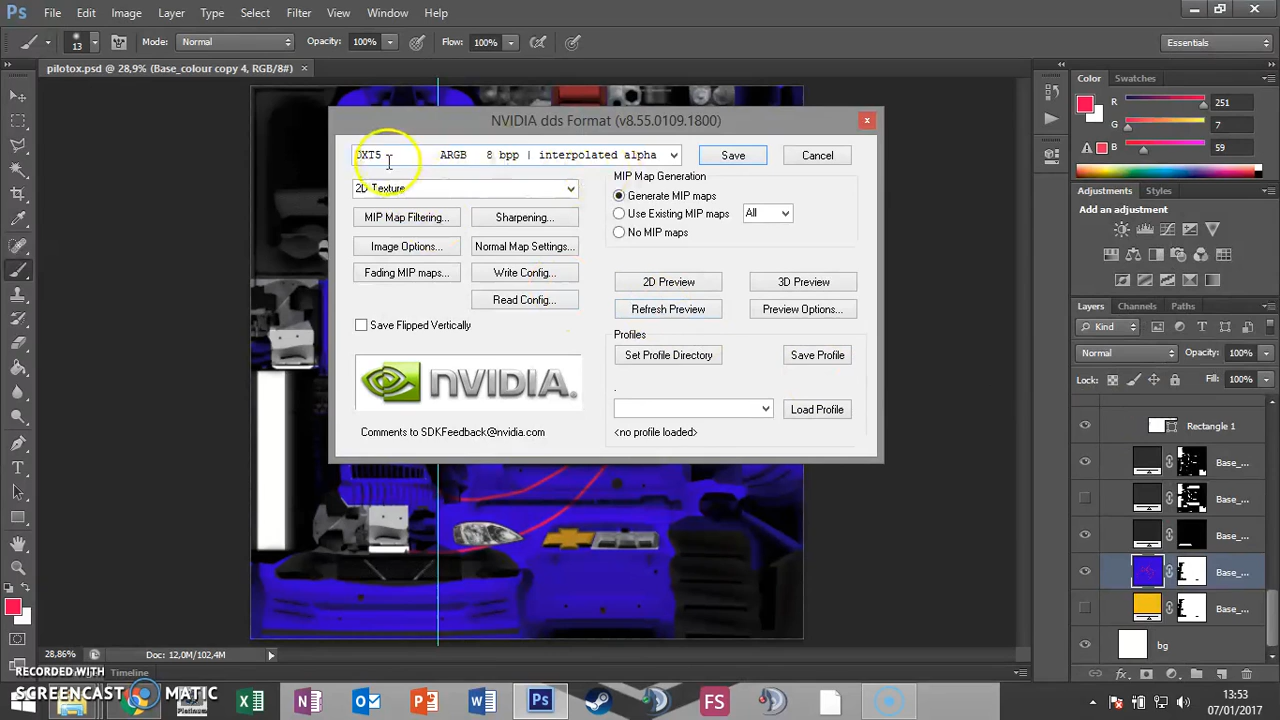 Ps File Edit Image Layer Type Select Filter View Window Help
13 Mode: Normal Opacity: 100% Flow: 100% Essentials
pilotox.psd @ 28,9% (Base_colour copy 4, RGB/8#) ×
NVIDIA dds Format (v8.55.0109.1800)
DXT5 ARGB 8 bpp | interpolated alpha
Save
Cancel
2D Texture
MIP Map Filtering...
Sharpening...
Image Options...
Normal Map Settings...
Fading MIP maps...
Write Config...
Read Config...
Save Flipped Vertically
nVIDIA.
Comments to SDKFeedback@nvidia.com
MIP Map Generation
Generate MIP maps
Use Existing MIP maps All
No MIP maps
2D Preview
3D Preview
Refresh Preview
Preview Options...
Profiles
Set Profile Directory
Save Profile
.
Load Profile
<no profile loaded>
Color Swatches
R 251
G 7
B 59
Adjustments Styles
Add an adjustment
Layers Channels Paths
Kind
Normal Opacity: 100%
Lock: Fill: 100%
Rectangle 1
Base_...
Base_...
Base_...
Base_...
Base_...
bg
28,86% Doc: 12,0M/102,4M
Timeline
RECORDED WITH
SCREENCAST MATIC
Ps
FS
13:53
07/01/2017